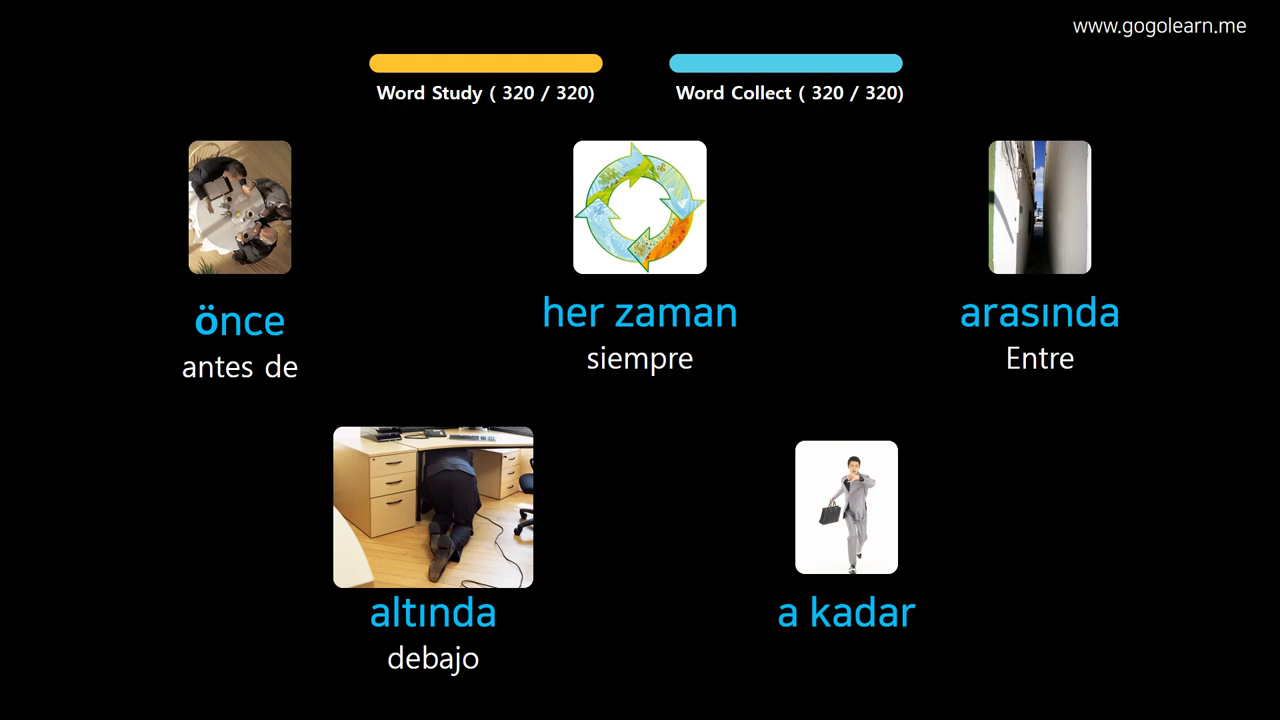 www.gogolearn.me
Word Study ( 320 / 320)
Word Collect ( 320 / 320)
önce
antes de
her zaman
siempre
arasında
Entre
altında
debajo
a kadar